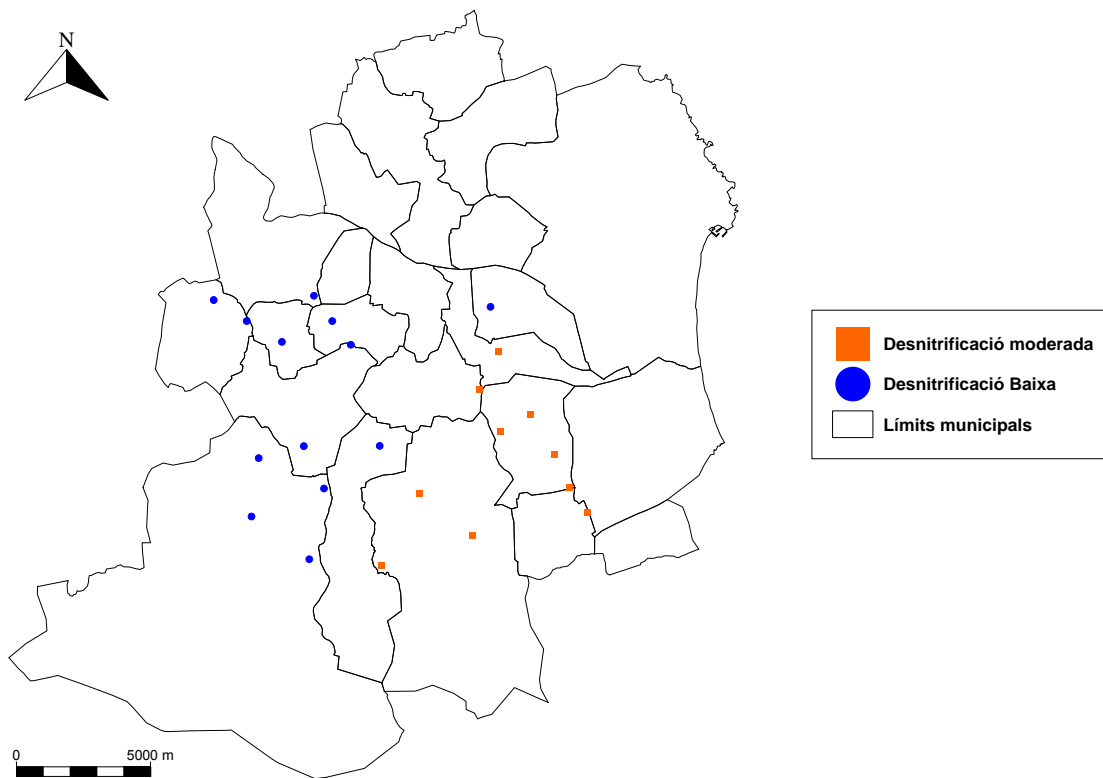 N
Desnitrificació moderada
Desnitrificació Baixa
Límits municipals
0 5000 m